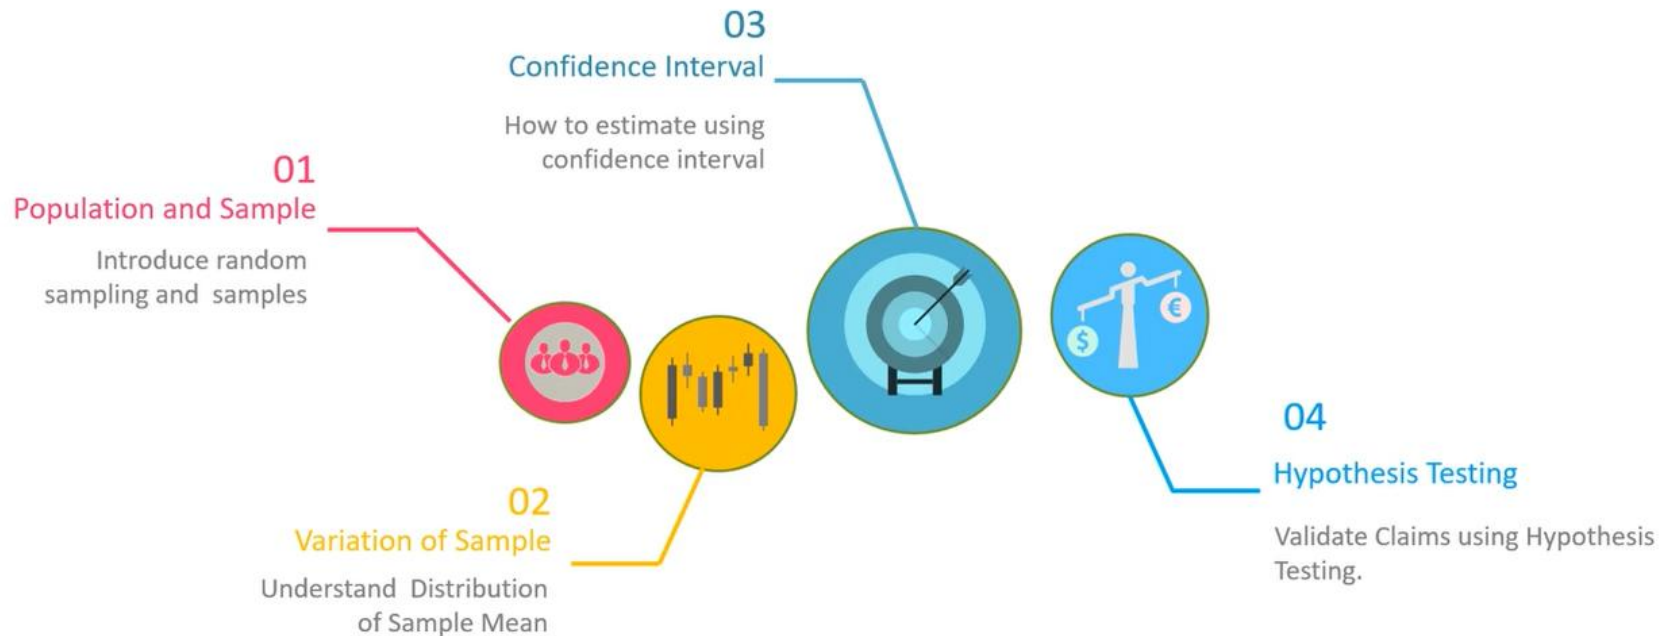 01
Population and Sample
Introduce random
sampling and samples
02
Variation of Sample
Understand Distribution
of Sample Mean
03
Confidence Interval
How to estimate using
confidence interval
04
Hypothesis Testing
Validate Claims using Hypothesis
Testing.
$
€